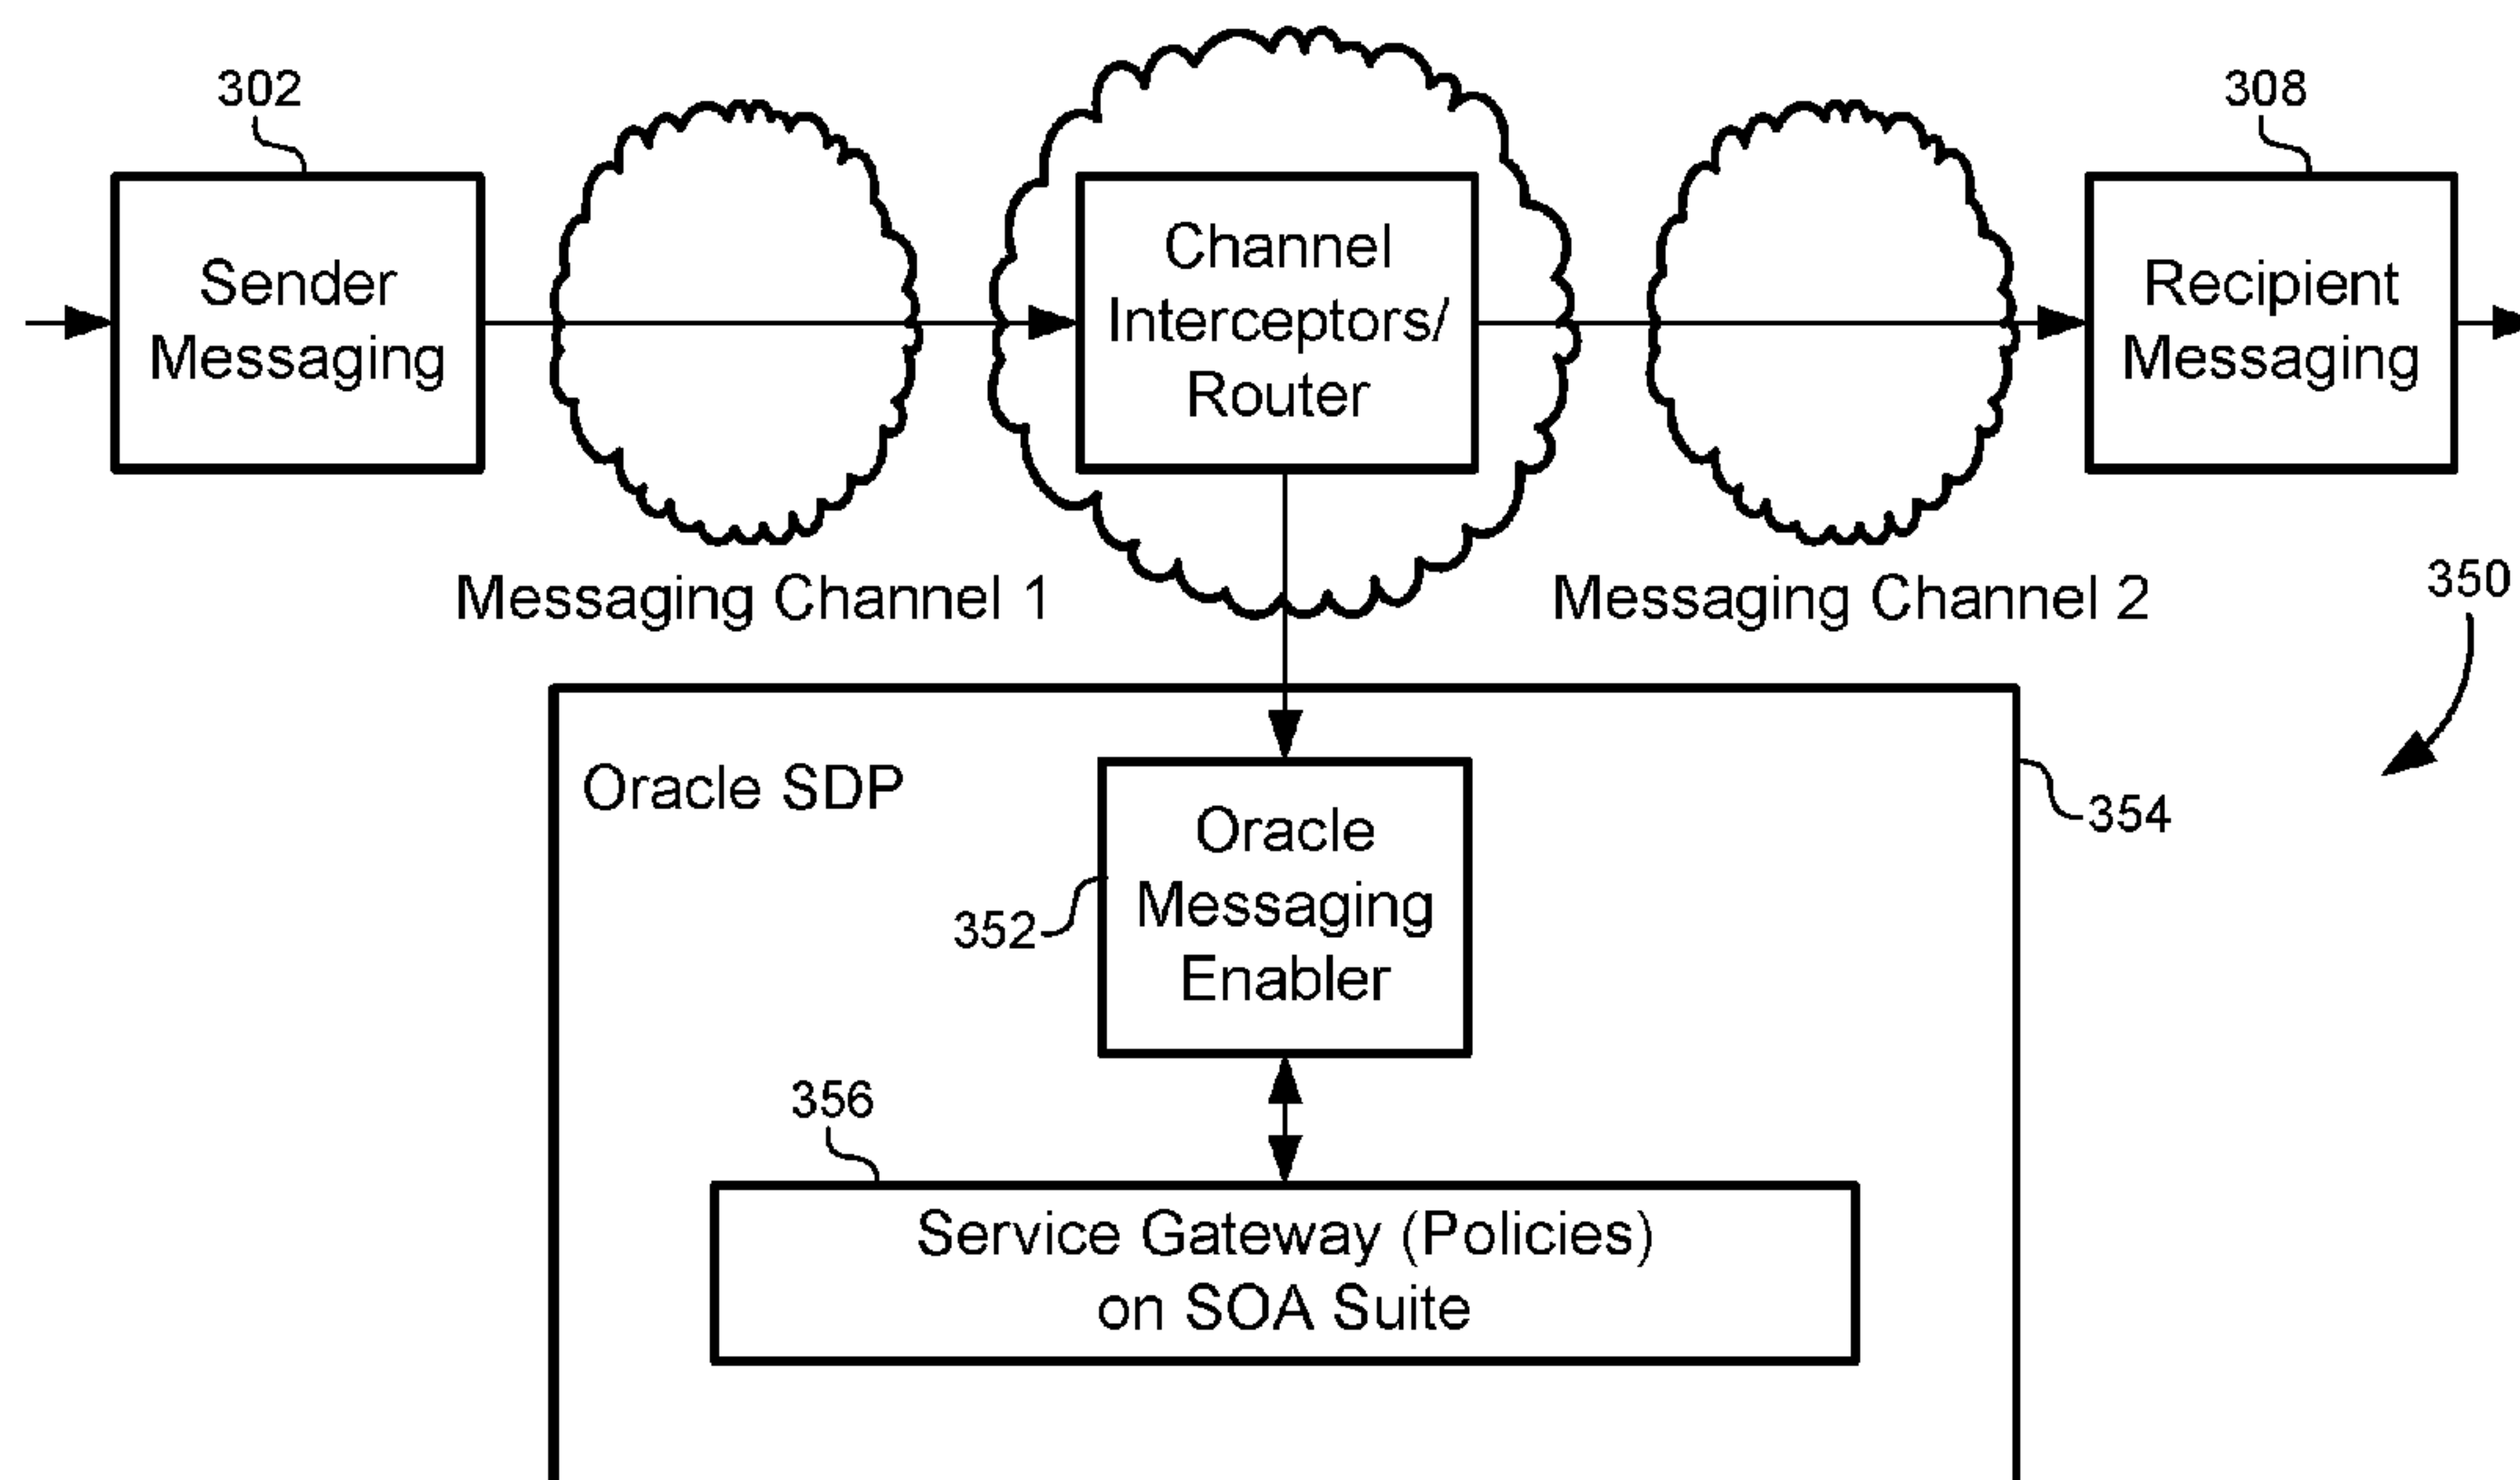 302
308
Sender
Messaging
Channel
Interceptors/
Router
Recipient
Messaging
Messaging Channel 1
Messaging Channel 2
350
Oracle SDP
354
Oracle
Messaging
Enabler
352
356
Service Gateway (Policies)
on SOA Suite